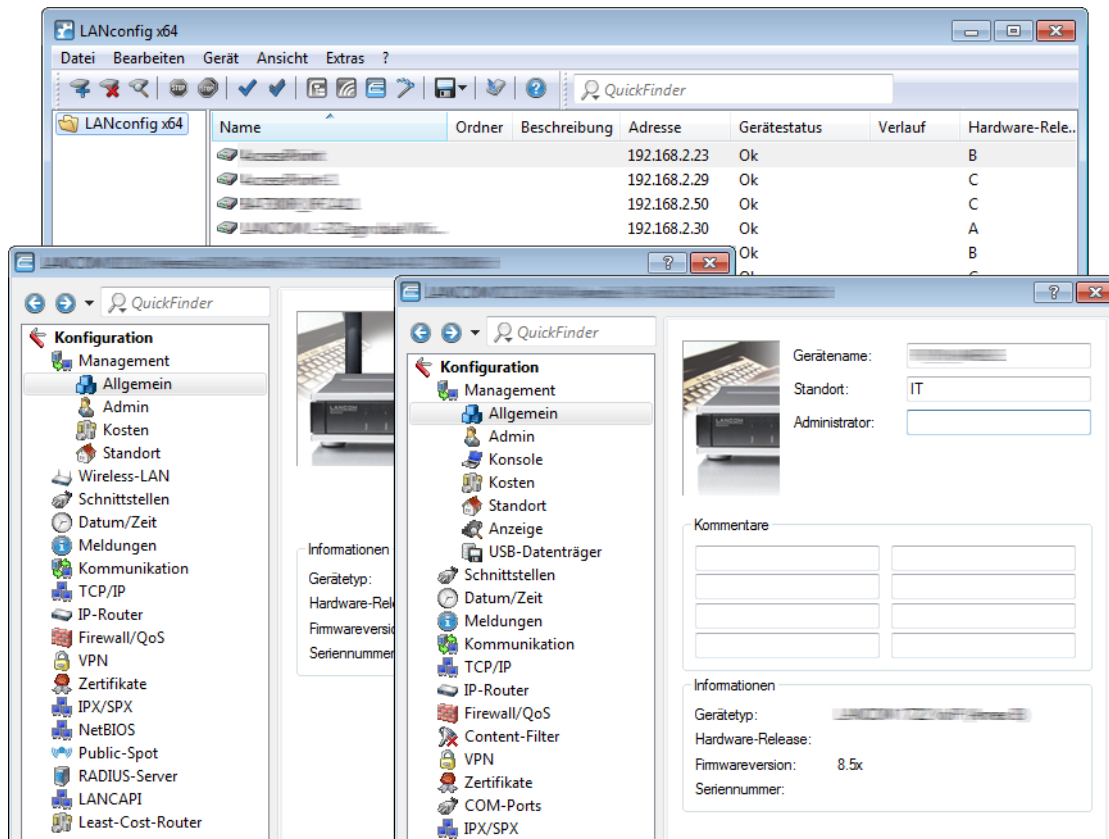 LANconfig x64
Datei Bearbeiten Gerät Ansicht Extras ?
QuickFinder
LANconfig x64
Name Ordner Beschreibung Adresse Gerätestatus Verlauf Hardware-Rele..
192.168.2.23 Ok B
192.168.2.29 Ok C
192.168.2.50 Ok C
192.168.2.30 Ok A
Ok B
QuickFinder
Konfiguration
Management
Allgemein
Admin
Kosten
Standort
Wireless-LAN
Schnittstellen
Datum/Zeit
Meldungen
Kommunikation
TCP/IP
IP-Router
Firewall/QoS
VPN
Zertifikate
IPX/SPX
NetBIOS
Public-Spot
RADIUS-Server
LANCAPI
Least-Cost-Router
LANCOM
Informationen
Gerätetyp:
Hardware-Rel
Firmwareversio
Seriennummer
QuickFinder
Konfiguration
Management
Allgemein
Admin
Konsole
Kosten
Standort
Anzeige
USB-Datenträger
Schnittstellen
Datum/Zeit
Meldungen
Kommunikation
TCP/IP
IP-Router
Firewall/QoS
Content-Filter
VPN
Zertifikate
COM-Ports
IPX/SPX
LANCOM
Gerätename:
Standort: IT
Administrator:
Kommentare
Informationen
Gerätetyp:
Hardware-Release:
Firmwareversion: 8.5x
Seriennummer: